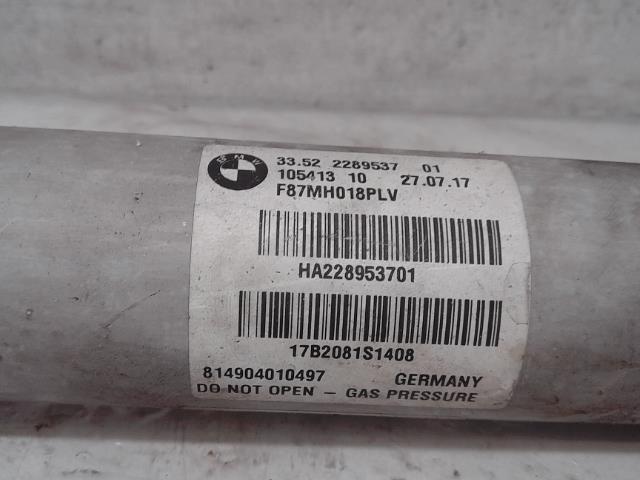 BMW
33.52 2289537 01
105413 10 27.07.17
F87MH018PLV
HA228953701
17B2081S1408
814904010497 GERMANY
DO NOT OPEN - GAS PRESSURE